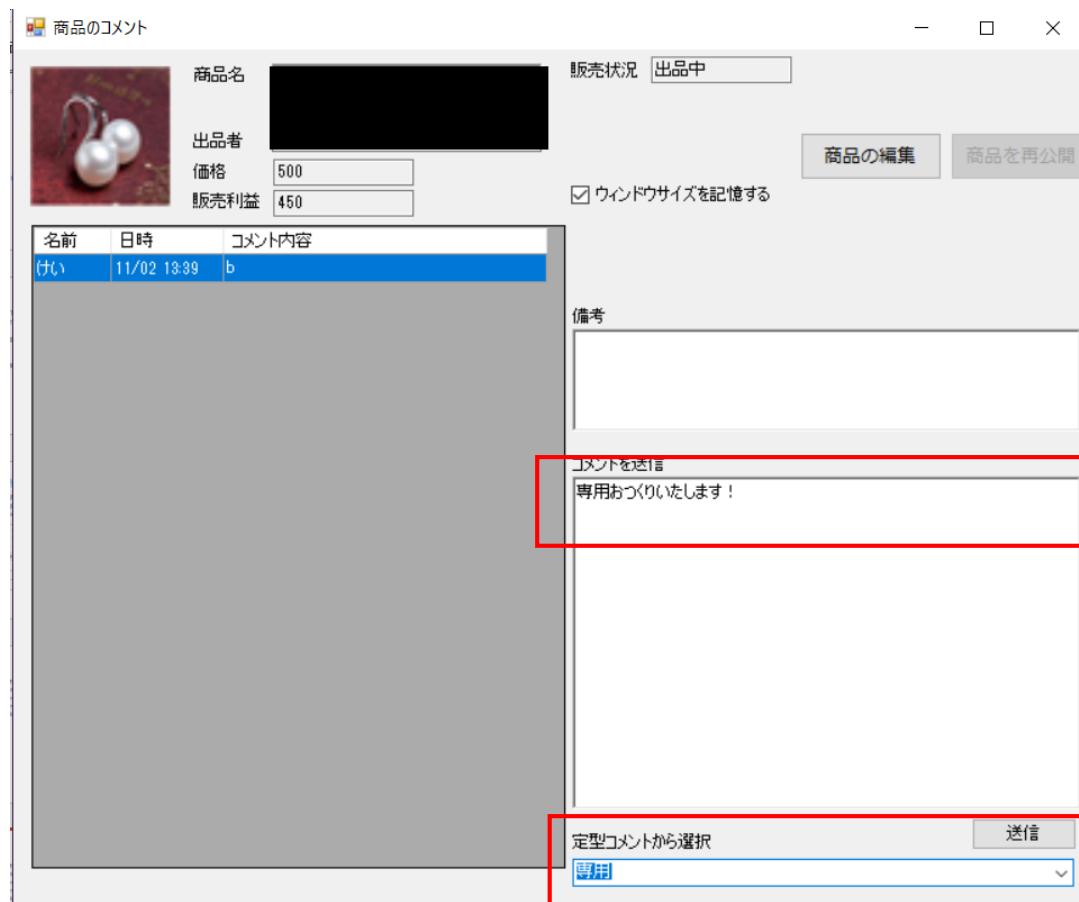 商品のコメント
商品名
出品者
価格 500
販売利益 450
販売状況 出品中
商品の編集 商品を再公開
ウィンドウサイズを記憶する
名前 日時 コメント内容
けい 11/02 13:39 b
備考
コメントを送信
専用おつくりいたします！
定型コメントから選択 送信
専用